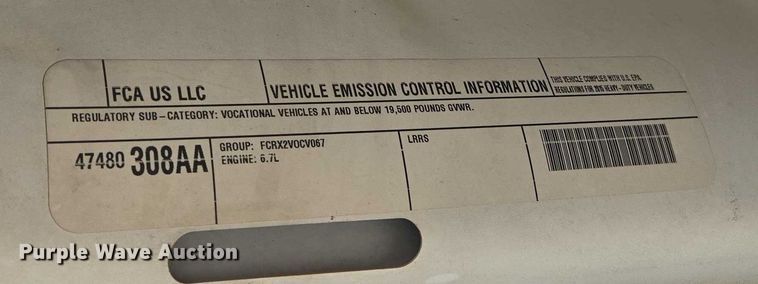 FCA US LLC
VEHICLE EMISSION CONTROL INFORMATION
THIS VEHICLE COMPLIED WITH U.S. EPA
REGULATIONS FOR 2015 HEAVY-DUTY VEHICLES
REGULATORY SUB-CATEGORY: VOCATIONAL VEHICLES AT AND BELOW 19,500 POUNDS GVWR.
47480 308AA
GROUP: FCRX2VOCV067
ENGINE: 6.7L
LRRS
Purple Wave Auction